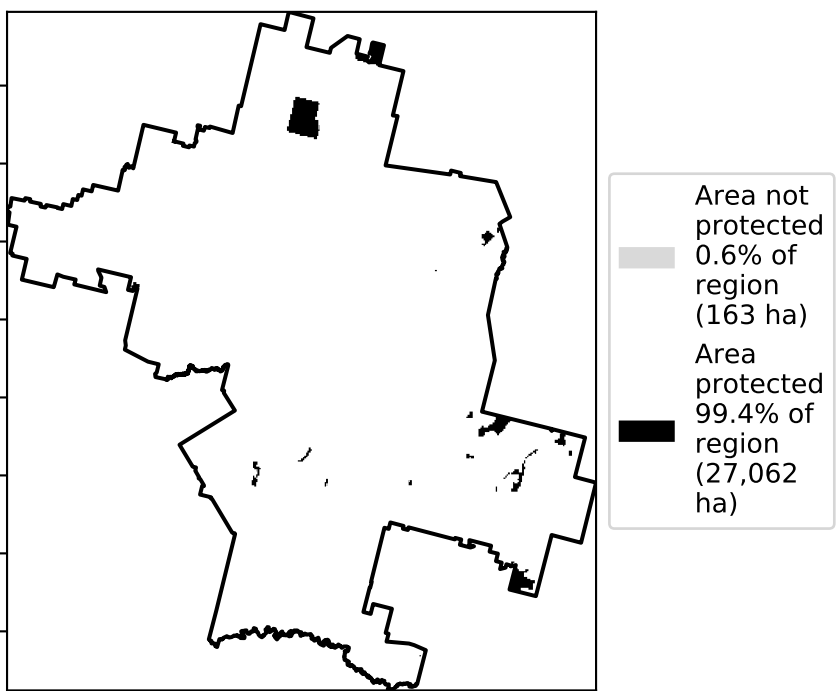 Area not
protected
0.6% of
region
(163 ha)
Area
protected
99.4% of
region
(27,062
ha)